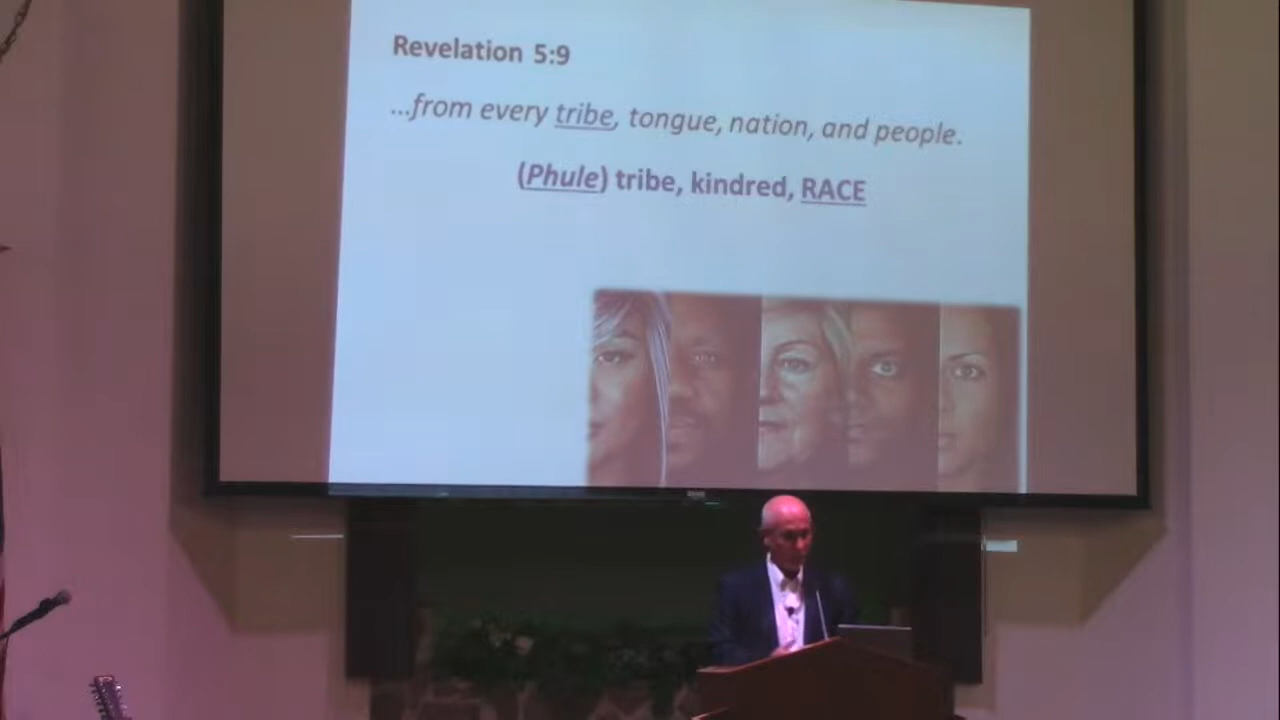 Revelation 5:9
...from every tribe, tongue, nation, and people.
(Phule) tribe, kindred, RACE